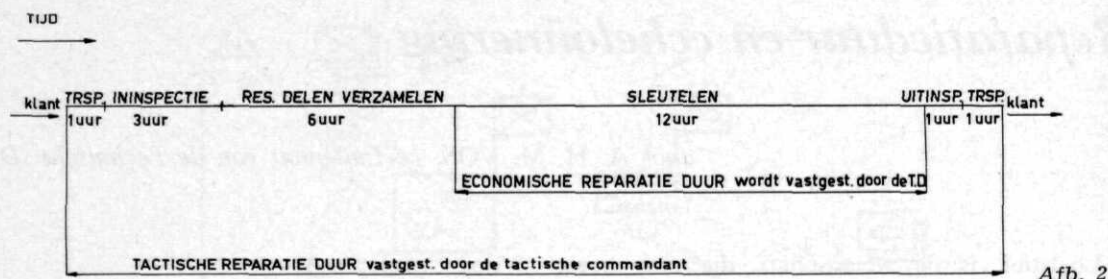 TIJD
klant TRSP. ININSPECTIE RES. DELEN VERZAMELEN SLEUTELEN UITINSP. TRSP. klant
1uur 3uur 6uur 12uur 1uur 1uur
ECONOMISCHE REPARATIE DUUR wordt vastgest. door de T.D
TACTISCHE REPARATIE DUUR vastgest. door de tactische commandant
Afb. 2